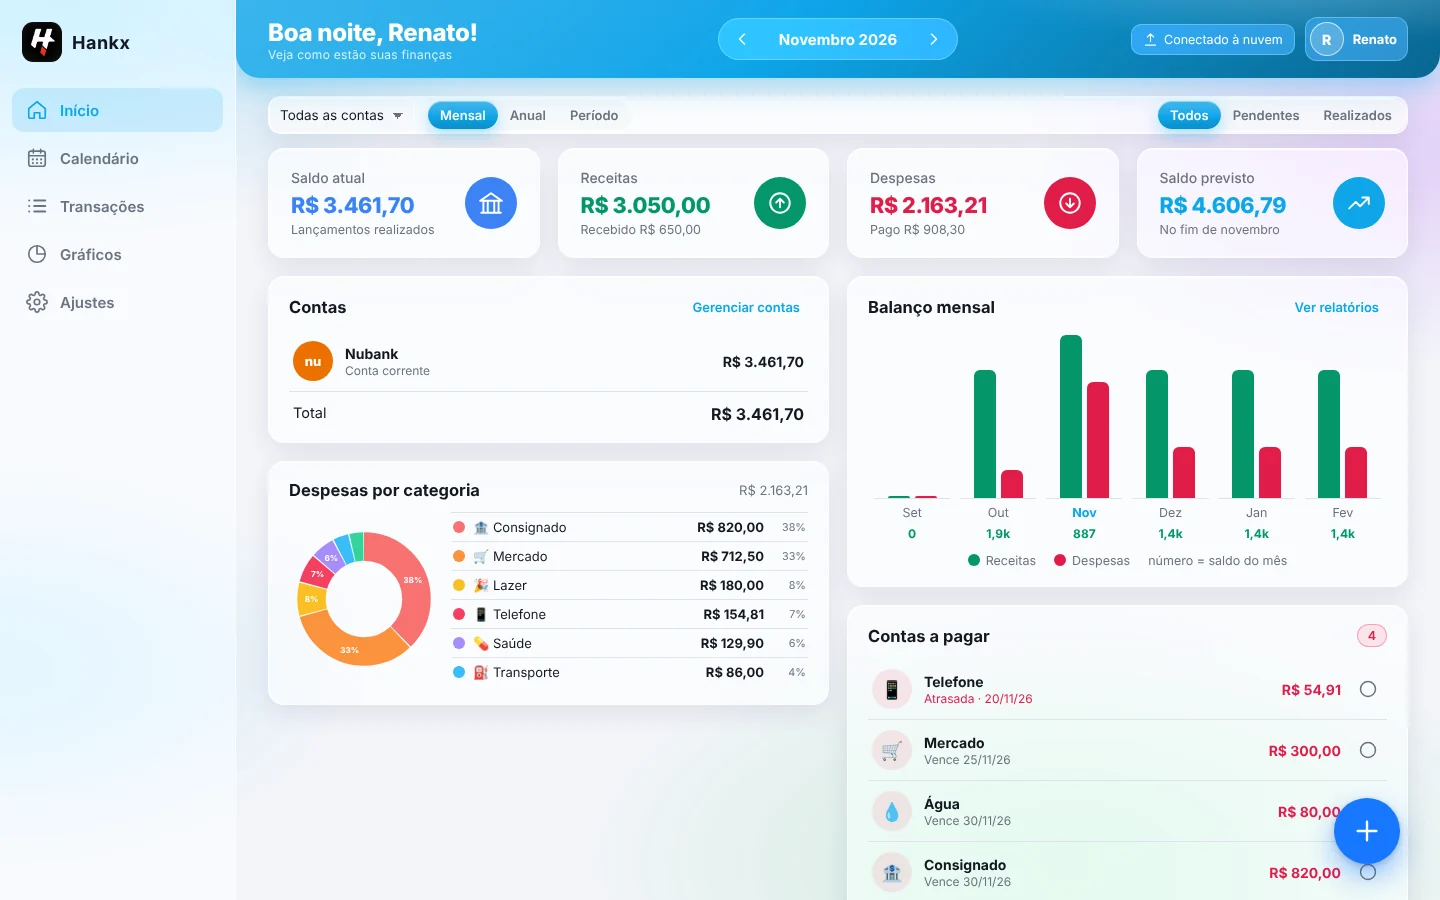 Hankx
Início
Calendário
Transações
Gráficos
Ajustes
Boa noite, Renato!
Veja como estão suas finanças
Novembro 2026
Conectado à nuvem
R
Renato
Todas as contas
Mensal
Anual
Período
Todos
Pendentes
Realizados
Saldo atual
R$ 3.461,70
Lançamentos realizados
Receitas
R$ 3.050,00
Recebido R$ 650,00
Despesas
R$ 2.163,21
Pago R$ 908,30
Saldo previsto
R$ 4.606,79
No fim de novembro
Contas
Gerenciar contas
nu
Nubank
Conta corrente
R$ 3.461,70
Total
R$ 3.461,70
Despesas por categoria
R$ 2.163,21
38%
33%
8%
7%
6%
Consignado R$ 820,00 38%
Mercado R$ 712,50 33%
Lazer R$ 180,00 8%
Telefone R$ 154,81 7%
Saúde R$ 129,90 6%
Transporte R$ 86,00 4%
Balanço mensal
Ver relatórios
Set Out Nov Dez Jan Fev
0 1,9k 887 1,4k 1,4k 1,4k
Receitas Despesas número = saldo do mês
Contas a pagar
4
Telefone
Atrasada · 20/11/26
R$ 54,91
Mercado
Vence 25/11/26
R$ 300,00
Água
Vence 30/11/26
R$ 80,00
Consignado
Vence 30/11/26
R$ 820,00